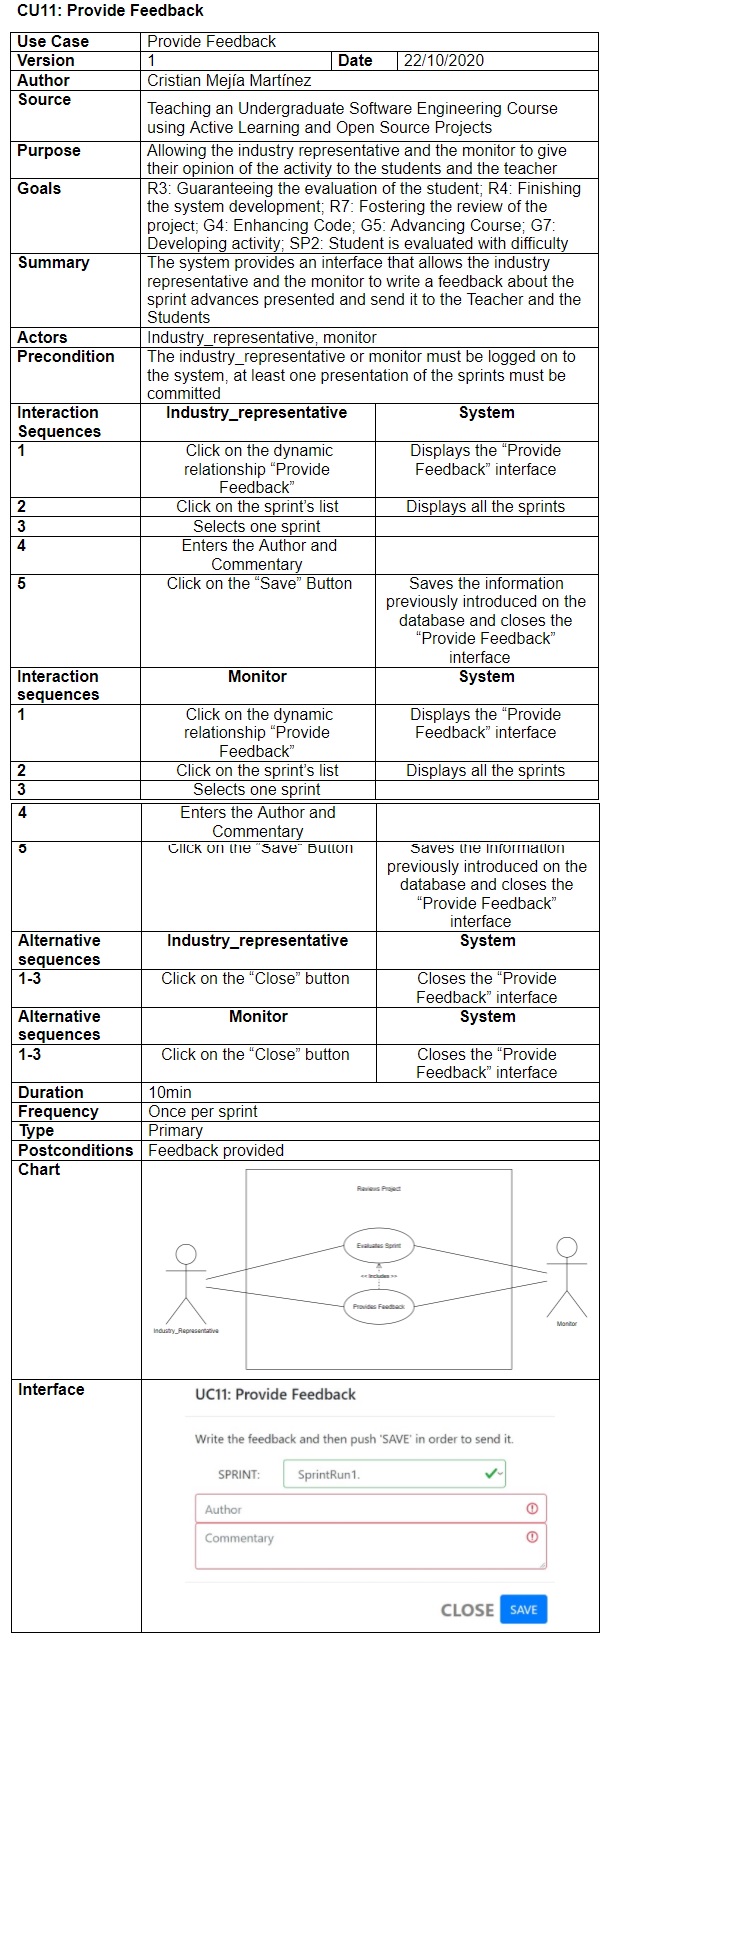 CU11: Provide Feedback
Use Case Provide Feedback
Version 1 Date 22/10/2020
Author Cristian Mejía Martínez
Source
Teaching an Undergraduate Software Engineering Course
using Active Learning and Open Source Projects
Purpose Allowing the industry representative and the monitor to give
their opinion of the activity to the students and the teacher
Goals R3: Guaranteeing the evaluation of the student; R4: Finishing
the system development; R7: Fostering the review of the
project; G4: Enhancing Code; G5: Advancing Course; G7:
Developing activity; SP2: Student is evaluated with difficulty
Summary The system provides an interface that allows the industry
representative and the monitor to write a feedback about the
sprint advances presented and send it to the Teacher and the
Students
Actors Industry_representative, monitor
Precondition The industry_representative or monitor must be logged on to
the system, at least one presentation of the sprints must be
committed
Interaction Industry_representative System
Sequences
1 Click on the dynamic Displays the “Provide
relationship “Provide Feedback” interface
Feedback”
2 Click on the sprint’s list Displays all the sprints
3 Selects one sprint
4 Enters the Author and
Commentary
5 Click on the “Save” Button Saves the information
previously introduced on the
database and closes the
“Provide Feedback”
interface
Interaction Monitor System
sequences
1 Click on the dynamic Displays the “Provide
relationship “Provide Feedback” interface
Feedback”
2 Click on the sprint’s list Displays all the sprints
3 Selects one sprint
4 Enters the Author and
Commentary
5 Click on the “Save” Button Saves the information
previously introduced on the
database and closes the
“Provide Feedback”
interface
Alternative Industry_representative System
sequences
1-3 Click on the “Close” button Closes the “Provide
Feedback” interface
Alternative Monitor System
sequences
1-3 Click on the “Close” button Closes the “Provide
Feedback” interface
Duration 10min
Frequency Once per sprint
Type Primary
Postconditions Feedback provided
Chart
Reviews Project
Evaluates Sprint
<< Includes >>
Provides Feedback
Industry_Representative
Monitor
Interface
UC11: Provide Feedback
Write the feedback and then push 'SAVE' in order to send it.
SPRINT: SprintRun1.
Author
Commentary
CLOSE SAVE